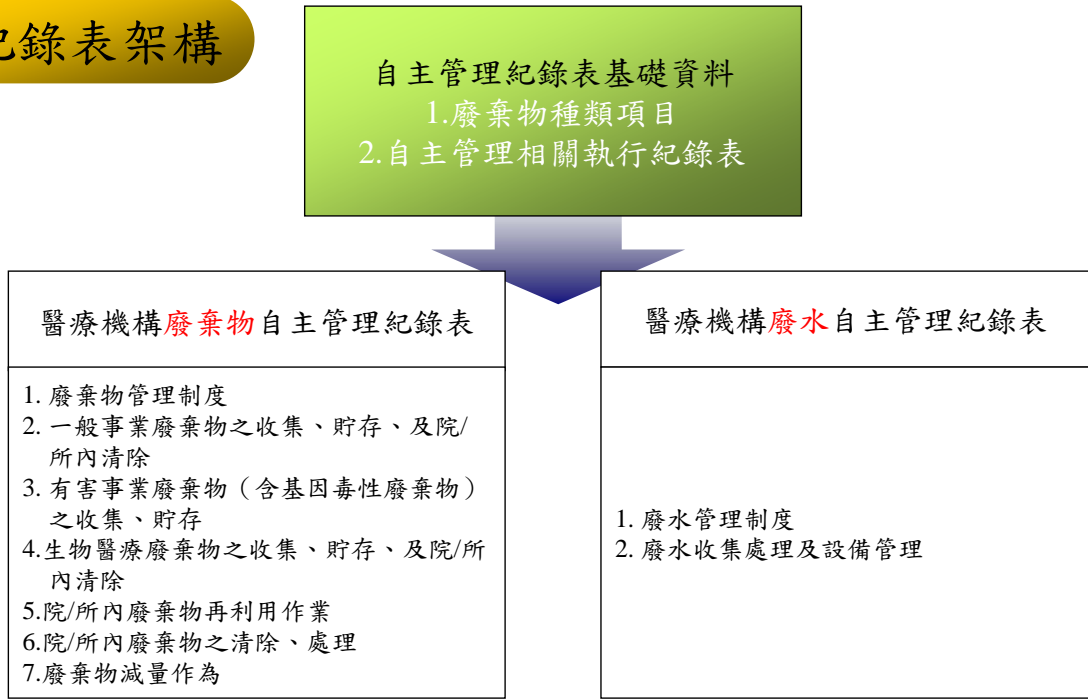 紀錄表架構
自主管理紀錄表基礎資料
1.廢棄物種類項目
2.自主管理相關執行紀錄表
醫療機構廢棄物自主管理紀錄表
1. 廢棄物管理制度
2. 一般事業廢棄物之收集、貯存、及院/
所內清除
3. 有害事業廢棄物（含基因毒性廢棄物）
之收集、貯存
4.生物醫療廢棄物之收集、貯存、及院/所
內清除
5.院/所內廢棄物再利用作業
6.院/所內廢棄物之清除、處理
7.廢棄物減量作為
醫療機構廢水自主管理紀錄表
1. 廢水管理制度
2. 廢水收集處理及設備管理